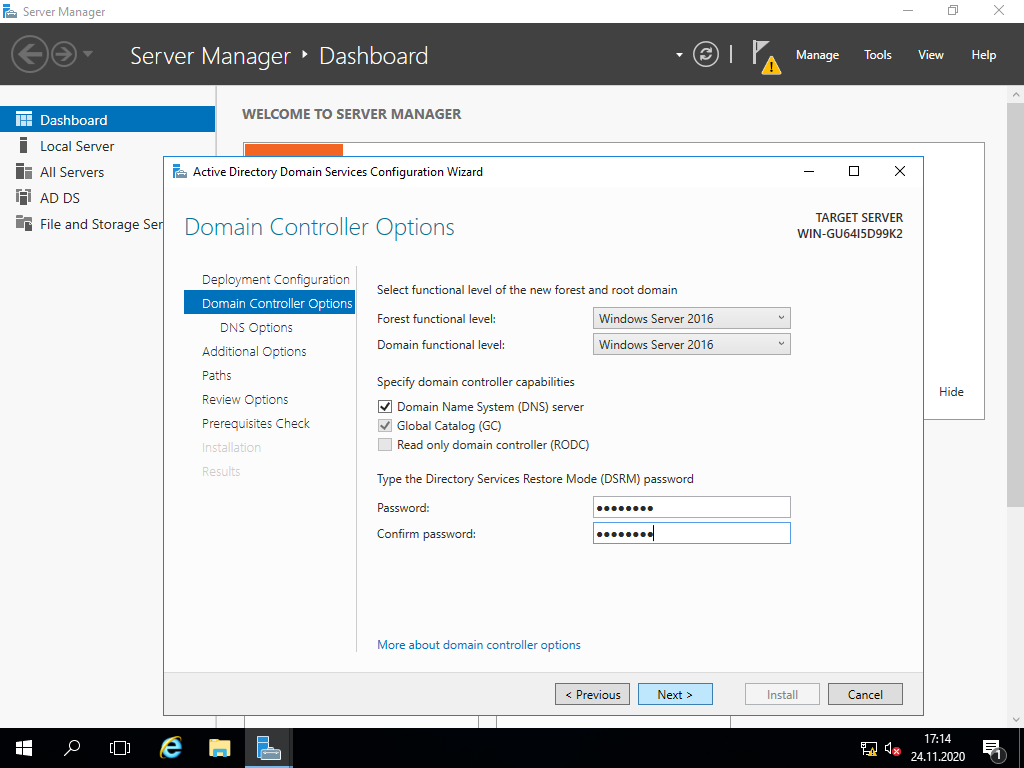 Server Manager
Server Manager ‣ Dashboard
Manage Tools View Help
Dashboard
Local Server
All Servers
AD DS
File and Storage Ser
WELCOME TO SERVER MANAGER
Hide
Active Directory Domain Services Configuration Wizard
Domain Controller Options
TARGET SERVER
WIN-GU64I5D99K2
Deployment Configuration
Domain Controller Options
DNS Options
Additional Options
Paths
Review Options
Prerequisites Check
Installation
Results
Select functional level of the new forest and root domain
Forest functional level: Windows Server 2016
Domain functional level: Windows Server 2016
Specify domain controller capabilities
Domain Name System (DNS) server
Global Catalog (GC)
Read only domain controller (RODC)
Type the Directory Services Restore Mode (DSRM) password
Password: ●●●●●●●●
Confirm password: ●●●●●●●●
More about domain controller options
< Previous Next > Install Cancel
17:14
24.11.2020
1